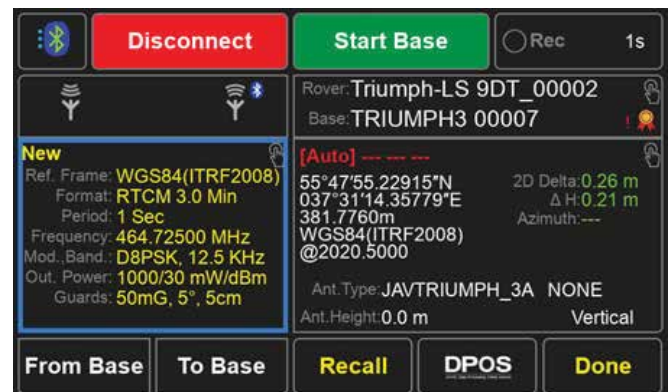 Disconnect
Start Base
Rec 1s
Rover: Triumph-LS 9DT_00002
Base: TRIUMPH3 00007
!
New
Ref. Frame: WGS84(ITRF2008)
Format: RTCM 3.0 Min
Period: 1 Sec
Frequency: 464.72500 MHz
Mod.,Band.: D8PSK, 12.5 KHz
Out. Power: 1000/30 mW/dBm
Guards: 50mG, 5°, 5cm
[Auto] --- --- ---
55°47'55.22915"N
037°31'14.35779"E
381.7760m
WGS84(ITRF2008)
@2020.5000
2D Delta:0.26 m
Δ H:0.21 m
Azimuth:---
Ant.Type:JAVTRIUMPH_3A NONE
Ant.Height:0.0 m Vertical
From Base
To Base
Recall
DPOS
Done